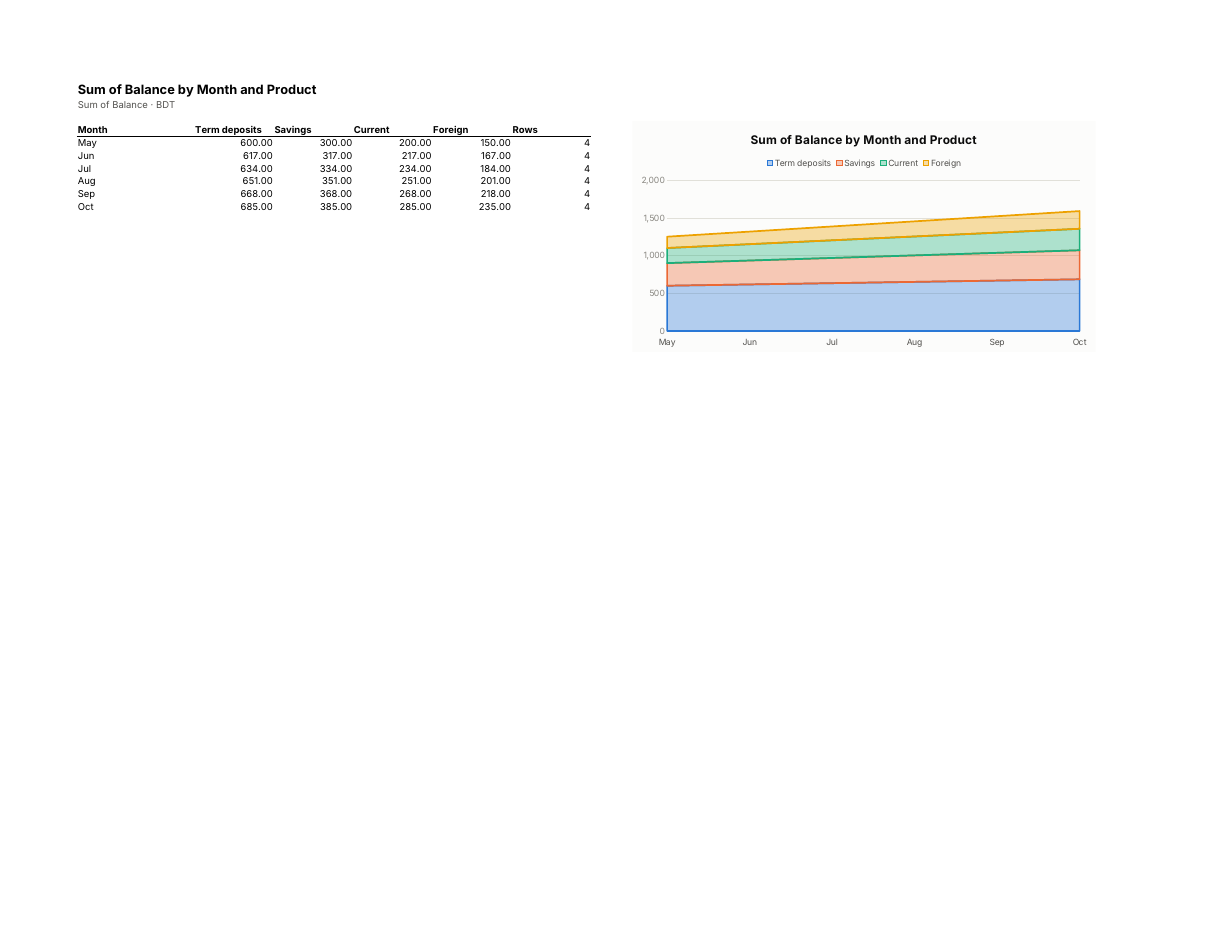 Sum of Balance by Month and Product
Sum of Balance · BDT
Month Term deposits Savings Current Foreign Rows
May 600.00 300.00 200.00 150.00 4
Jun 617.00 317.00 217.00 167.00 4
Jul 634.00 334.00 234.00 184.00 4
Aug 651.00 351.00 251.00 201.00 4
Sep 668.00 368.00 268.00 218.00 4
Oct 685.00 385.00 285.00 235.00 4
Sum of Balance by Month and Product
Term deposits Savings Current Foreign
2,000
1,500
1,000
500
0
May Jun Jul Aug Sep Oct